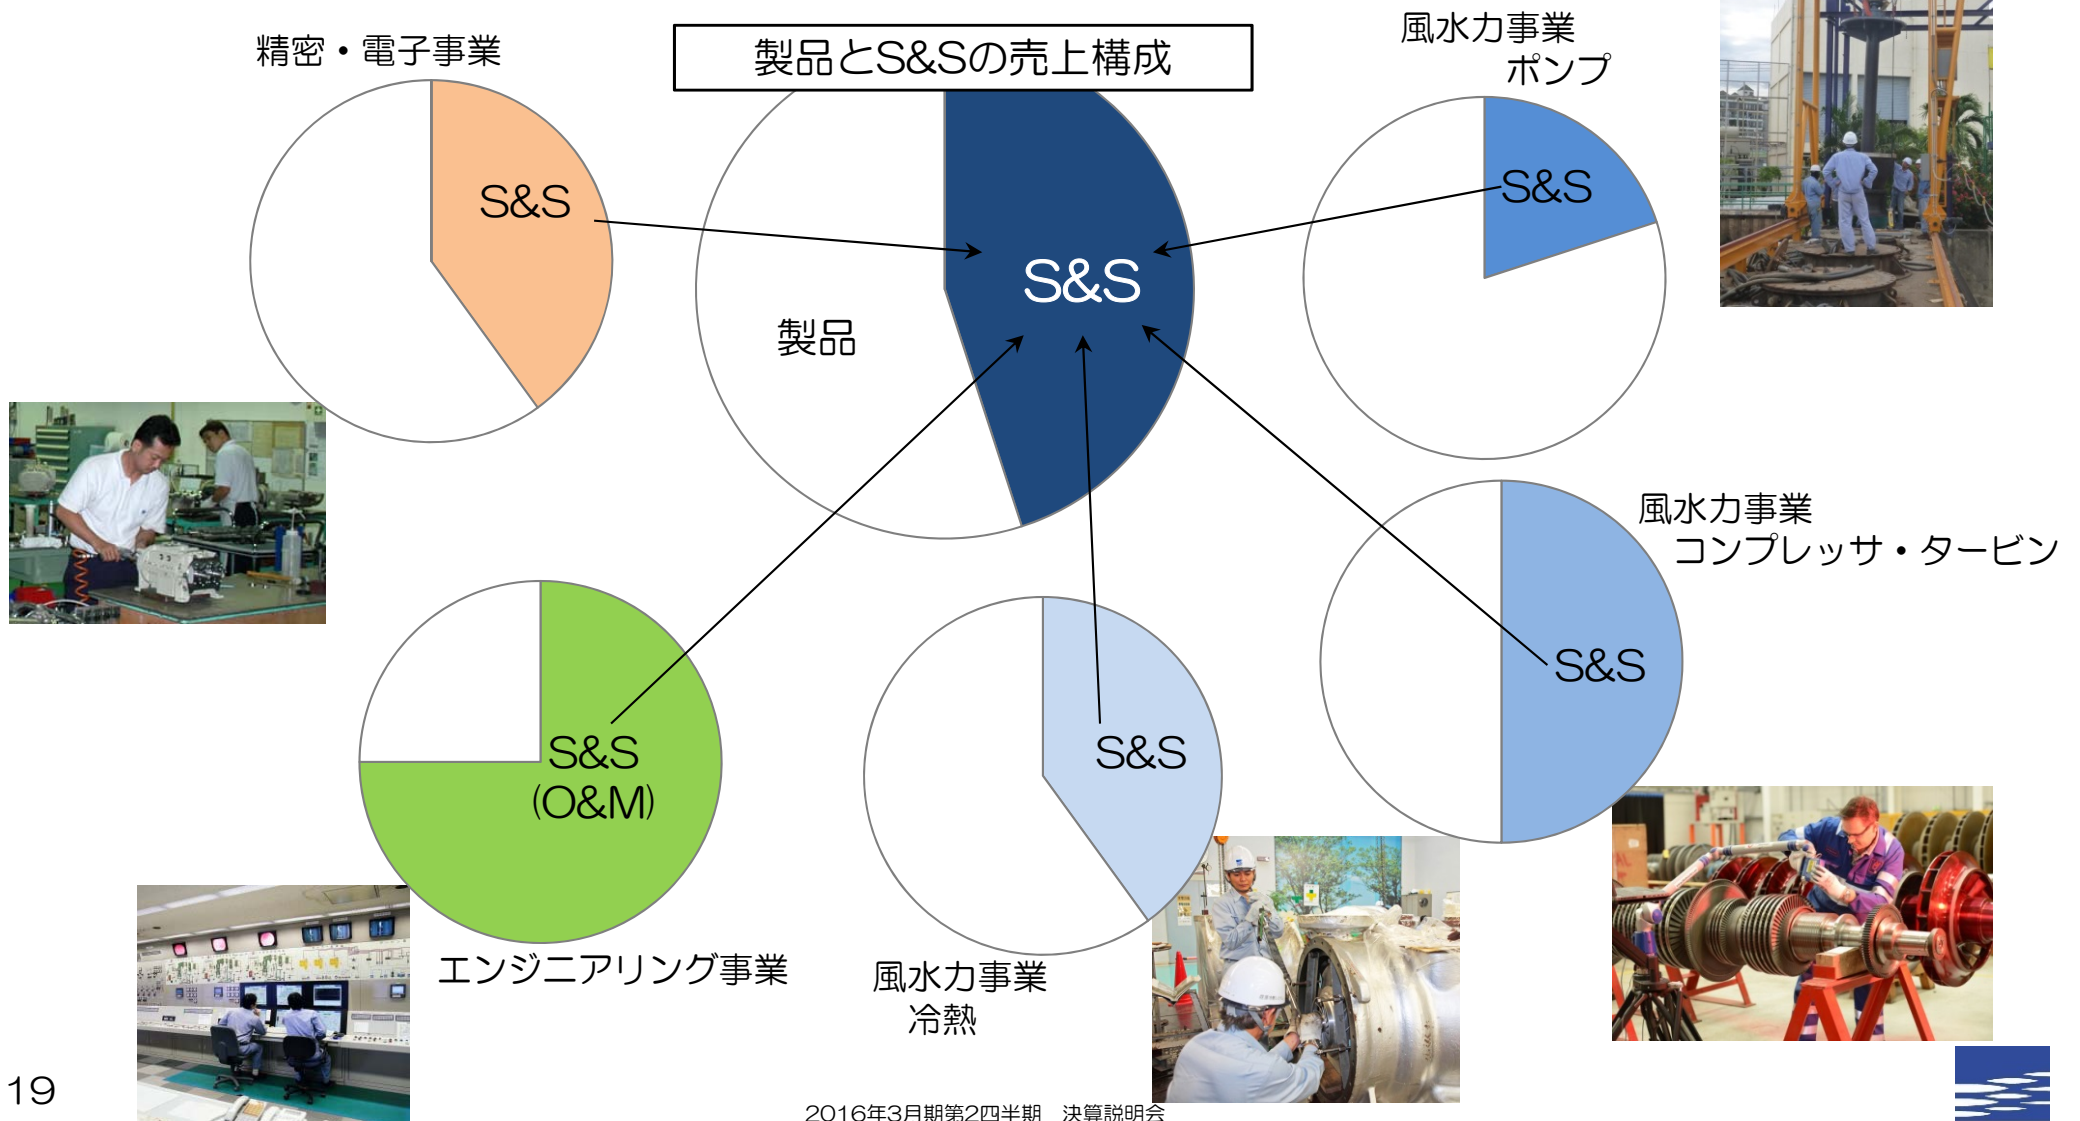 製品とS&Sの売上構成
精密・電子事業
S&S
製品
S&S
風水力事業
ポンプ
S&S
風水力事業
コンプレッサ・タービン
S&S
S&S
(O&M)
エンジニアリング事業
S&S
風水力事業
冷熱
19
2016年3月期第2四半期 決算説明会